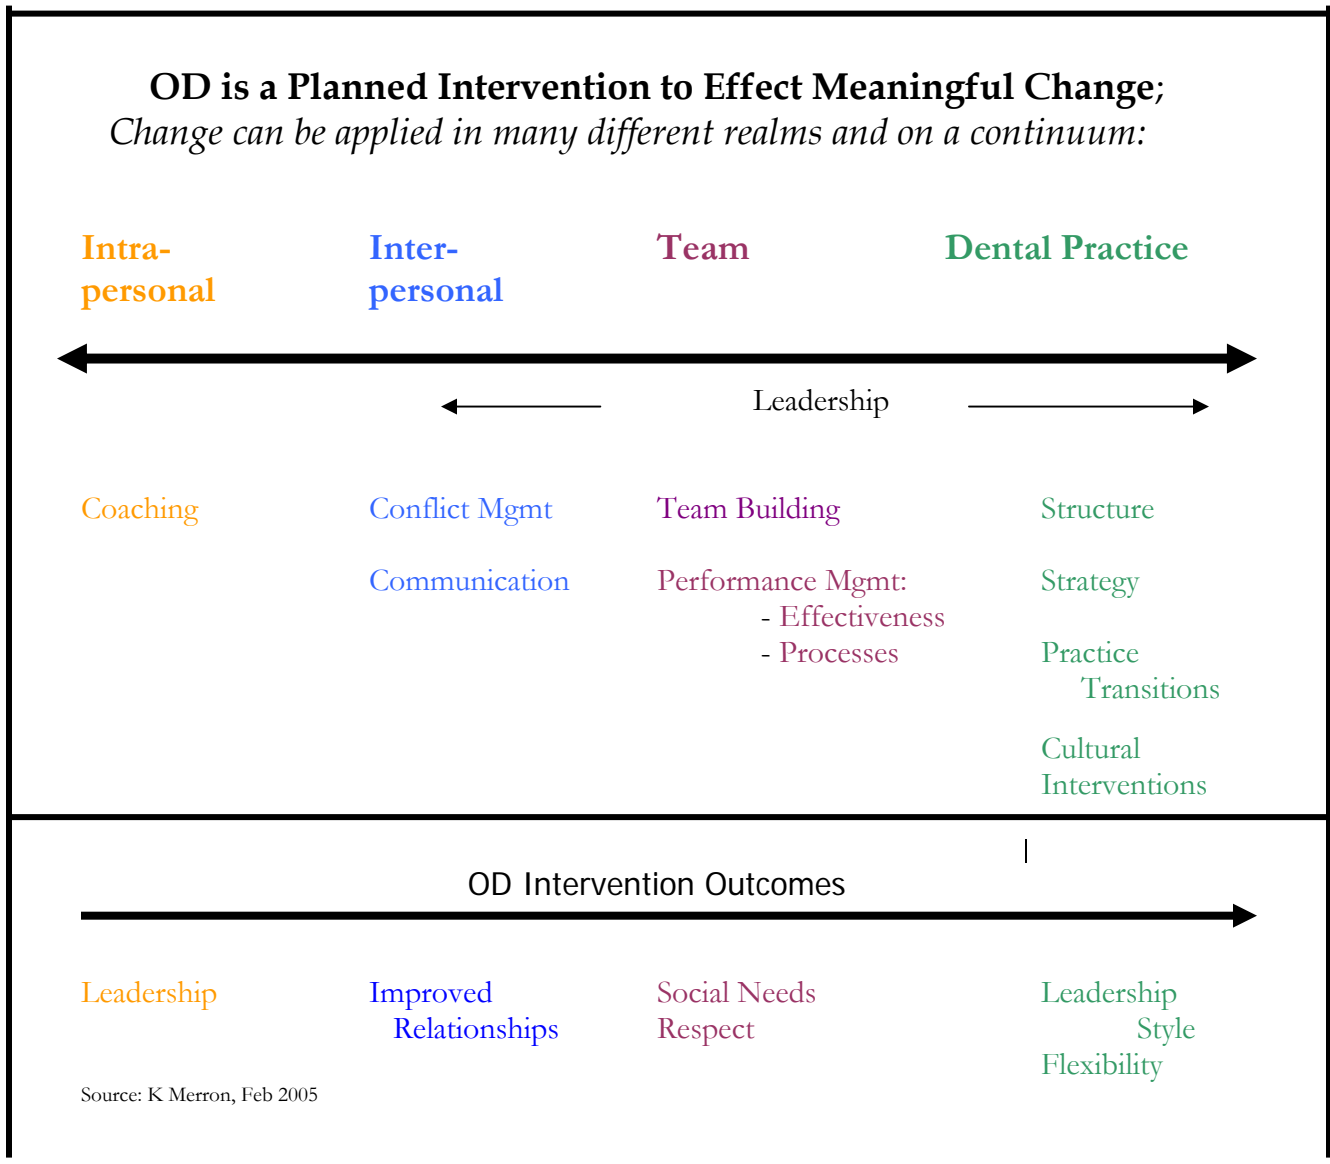 OD is a Planned Intervention to Effect Meaningful Change;
Change can be applied in many different realms and on a continuum:
Intra-
personal
Inter-
personal
Team
Dental Practice
Leadership
Coaching
Conflict Mgmt
Team Building
Structure
Communication
Performance Mgmt:
Strategy
- Effectiveness
- Processes
Practice
Transitions
Cultural
Interventions
OD Intervention Outcomes
Leadership
Improved
Relationships
Social Needs
Respect
Leadership
Style
Flexibility
Source: K Merron, Feb 2005